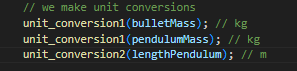 // we make unit conversions
unit_conversion1(bulletMass); // kg
unit_conversion1(pendulumMass); // kg
unit_conversion2(lengthPendulum); // m